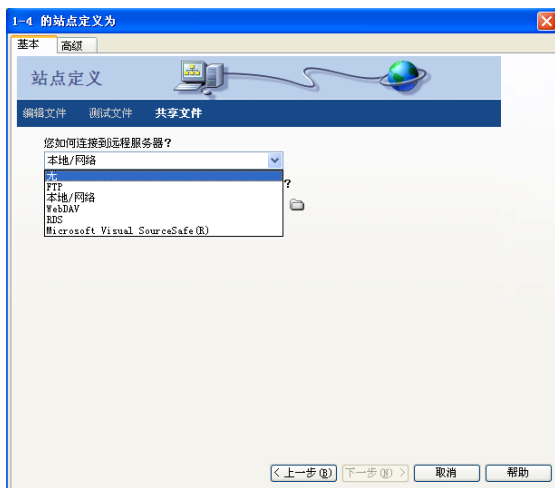 1-4 的站点定义为
基本 高级
站点定义
编辑文件 测试文件 共享文件
您如何连接到远程服务器?
本地/网络
无
?
FTP
本地/网络
WebDAV
RDS
Microsoft Visual SourceSafe(R)
< 上一步(B) 下一步(N) > 取消 帮助